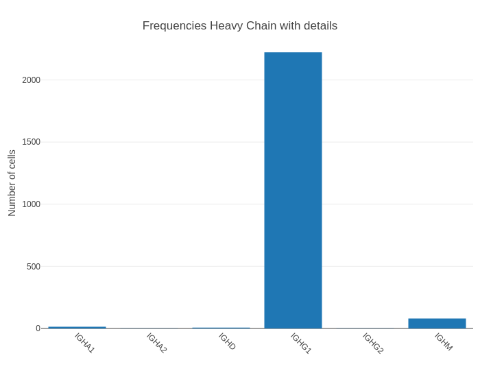 Frequencies Heavy Chain with details
Number of cells
2000
1500
1000
500
0
IGHA1
IGHA2
IGHD
IGHG1
IGHG2
IGHM